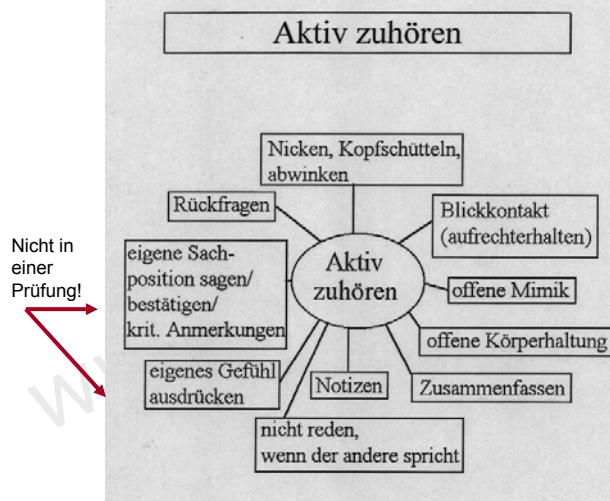 Aktiv zuhören
Nicken, Kopfschütteln,
abwinken
Rückfragen
Blickkontakt
(aufrechterhalten)
Nicht in
einer
Prüfung!
eigene Sach-
position sagen/
bestätigen/
krit. Anmerkungen
Aktiv
zuhören
offene Mimik
offene Körperhaltung
eigenes Gefühl
ausdrücken
Notizen
Zusammenfassen
nicht reden,
wenn der andere spricht